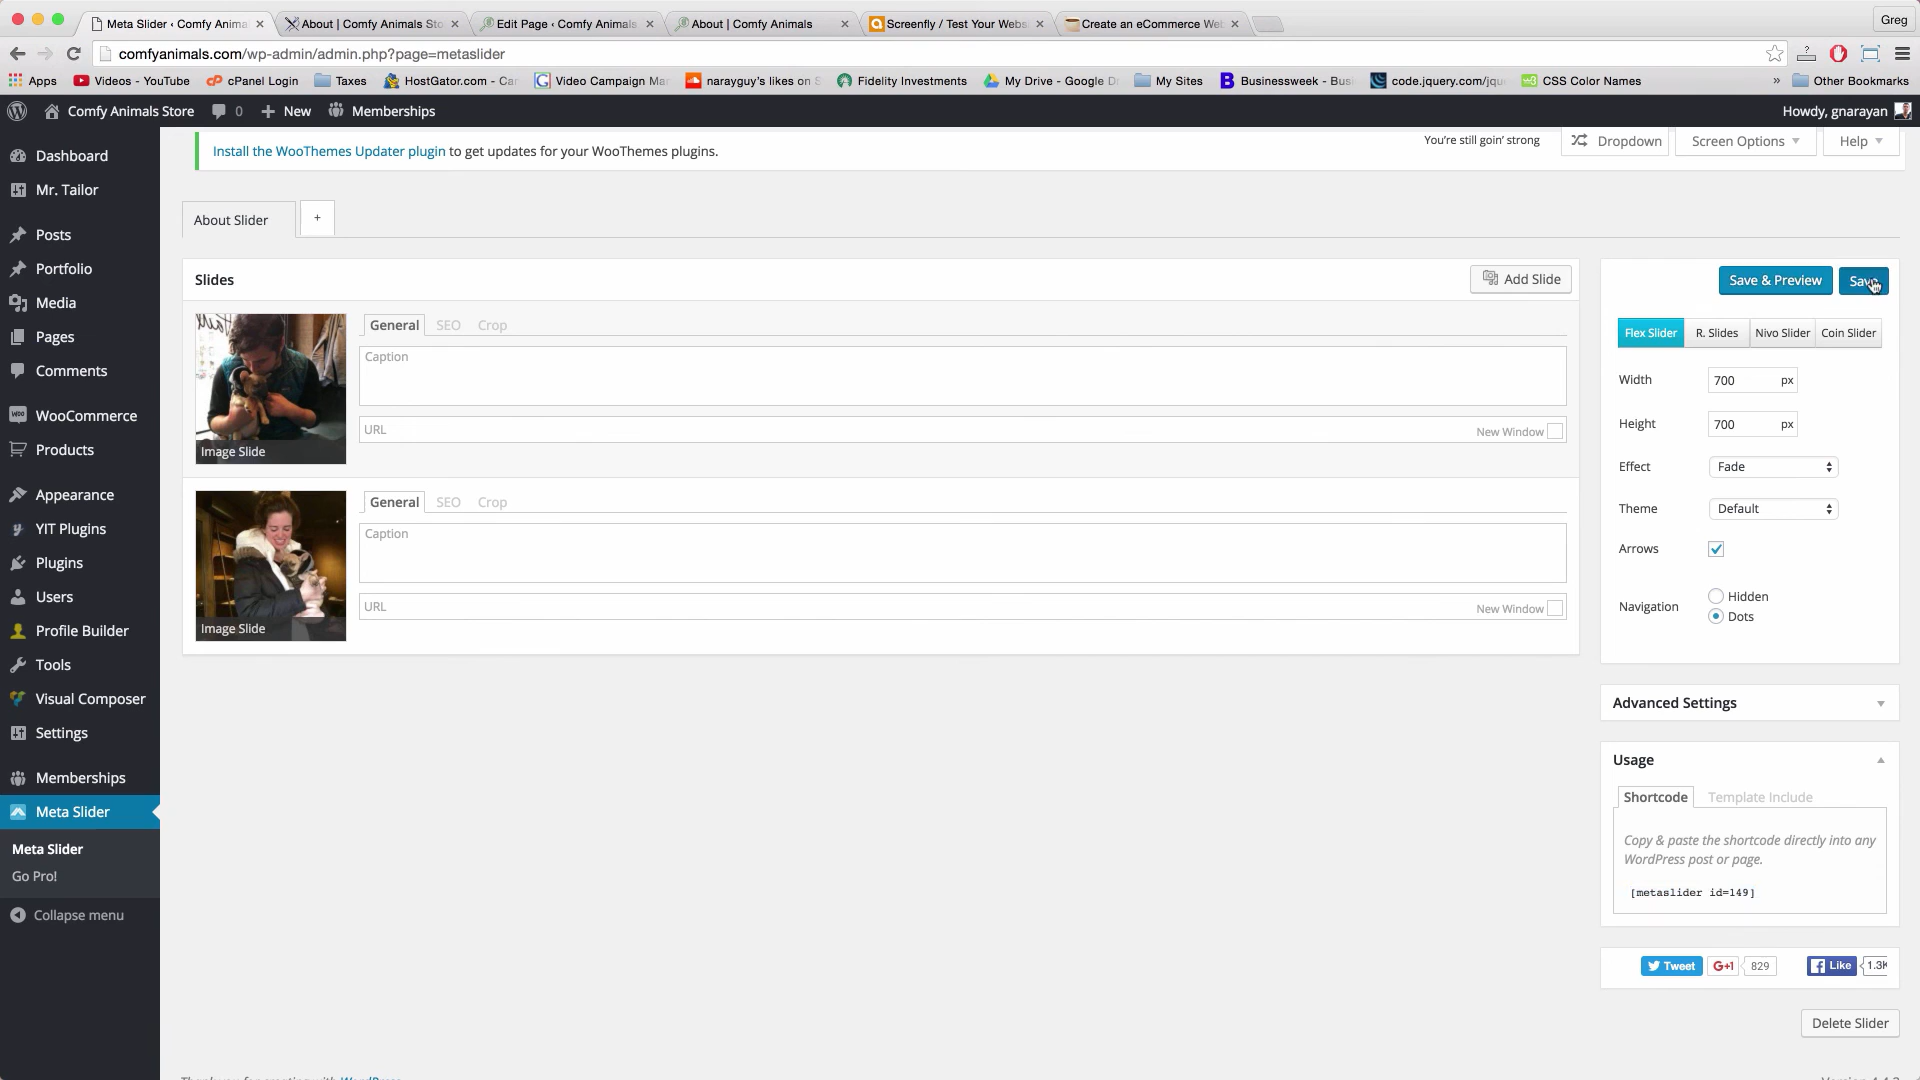 Meta Slider ‹ Comfy Anima
About | Comfy Animals Sto
Edit Page ‹ Comfy Animals
About | Comfy Animals
Screenfly / Test Your Webs
Create an eCommerce Web
Greg
comfyanimals.com/wp-admin/admin.php?page=metaslider
Apps
Videos - YouTube
cPanel Login
Taxes
HostGator.com - Car
Video Campaign Man
narayguy's likes on S
Fidelity Investments
My Drive - Google Dr
My Sites
Businessweek - Busi
code.jquery.com/jqu
CSS Color Names
»
Other Bookmarks
Comfy Animals Store
0
New
Memberships
Howdy, gnarayan
Dashboard
Mr. Tailor
Posts
Portfolio
Media
Pages
Comments
WooCommerce
Products
Appearance
YIT Plugins
Plugins
Users
Profile Builder
Tools
Visual Composer
Settings
Memberships
Meta Slider
Meta Slider
Go Pro!
Collapse menu
Install the WooThemes Updater plugin to get updates for your WooThemes plugins.
You're still goin' strong
Dropdown
Screen Options
Help
About Slider
+
Slides
Add Slide
General SEO Crop
Caption
URL
New Window
Image Slide
General SEO Crop
Caption
URL
New Window
Image Slide
Save & Preview
Save
Flex Slider
R. Slides
Nivo Slider
Coin Slider
Width 700 px
Height 700 px
Effect Fade
Theme Default
Arrows
Navigation
Hidden
Dots
Advanced Settings
Usage
Shortcode
Template Include
Copy & paste the shortcode directly into any
WordPress post or page.
[metaslider id=149]
Tweet
G+1
829
Like
1.3K
Delete Slider